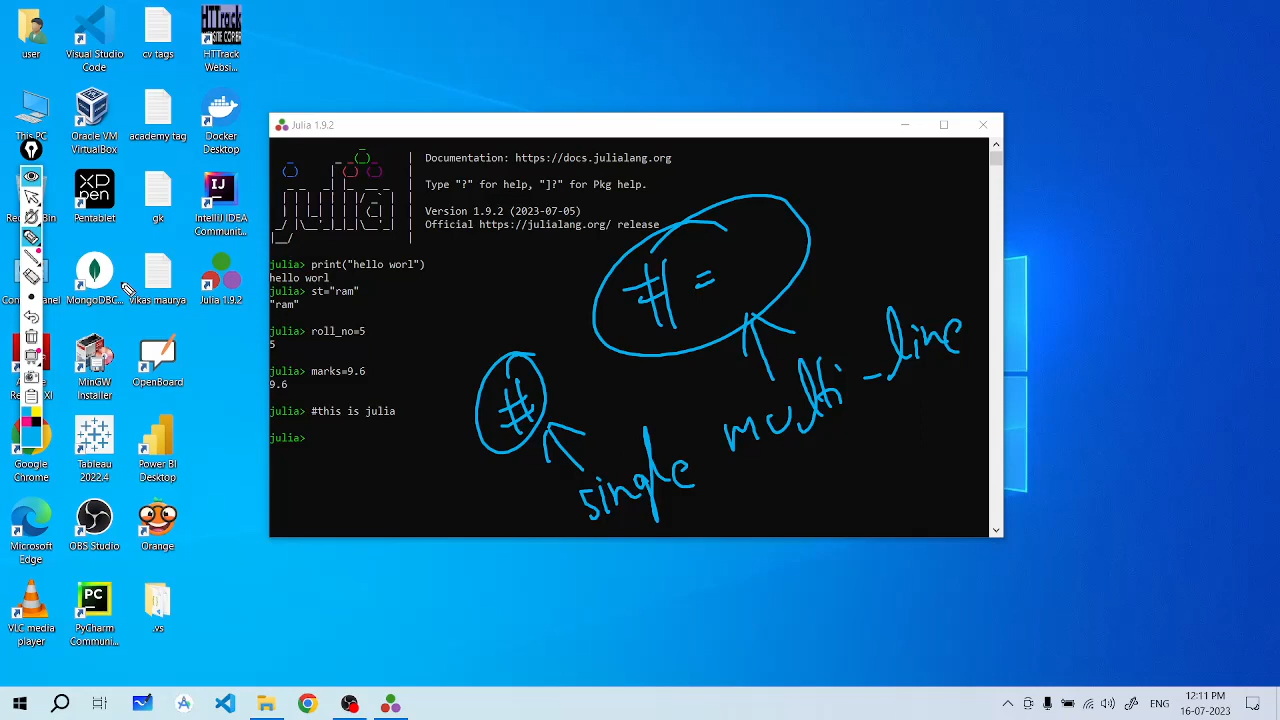 user
Visual Studio
Code
cv tags
HTTrack
Websi...
This PC
Oracle VM
VirtualBox
academy tag
Docker
Desktop
Pentablet
gk
IntelliJ IDEA
Communit...
MongoDBC...
vikas maurya
Julia 1.9.2
MinGW
Installer
OpenBoard
Google
Chrome
Tableau
2022.4
Power BI
Desktop
Microsoft
Edge
OBS Studio
Orange
VLC media
player
PyCharm
Communi...
.vs
Julia 1.9.2
Documentation: https://docs.julialang.org
Type "?" for help, "]?" for Pkg help.
Version 1.9.2 (2023-07-05)
Official https://julialang.org/ release
julia> print("hello worl")
hello worl
julia> st="ram"
"ram"
julia> roll_no=5
5
julia> marks=9.6
9.6
julia> #this is julia
julia>
# =
multi-line
#
single
ENG
12:11 PM
16-07-2023